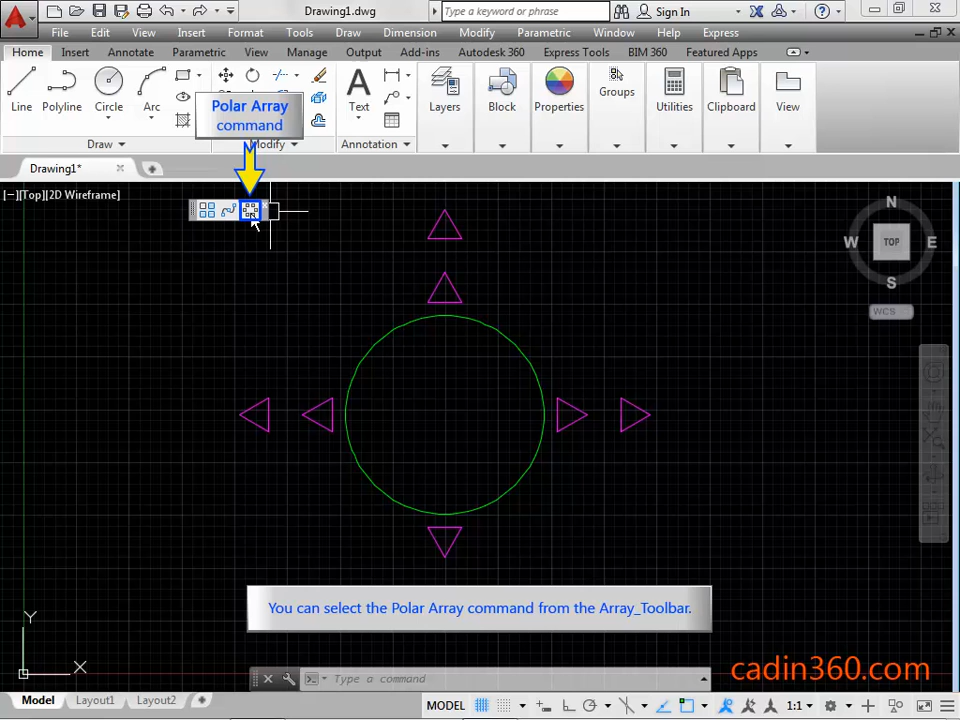 Drawing1.dwg
Type a keyword or phrase
Sign In
File Edit View Insert Format Tools Draw Dimension Modify Parametric Window Help Express
Home Insert Annotate Parametric View Manage Output Add-ins Autodesk 360 Express Tools BIM 360 Featured Apps
Line Polyline Circle Arc Text Layers Block Properties Groups Utilities Clipboard View
Polar Array
command
Draw Modify Annotation
Drawing1*
[−][Top][2D Wireframe]
N
W TOP E
S
WCS
You can select the Polar Array command from the Array_Toolbar.
Y
X
Type a command
cadin360.com
Model Layout1 Layout2 MODEL 1:1